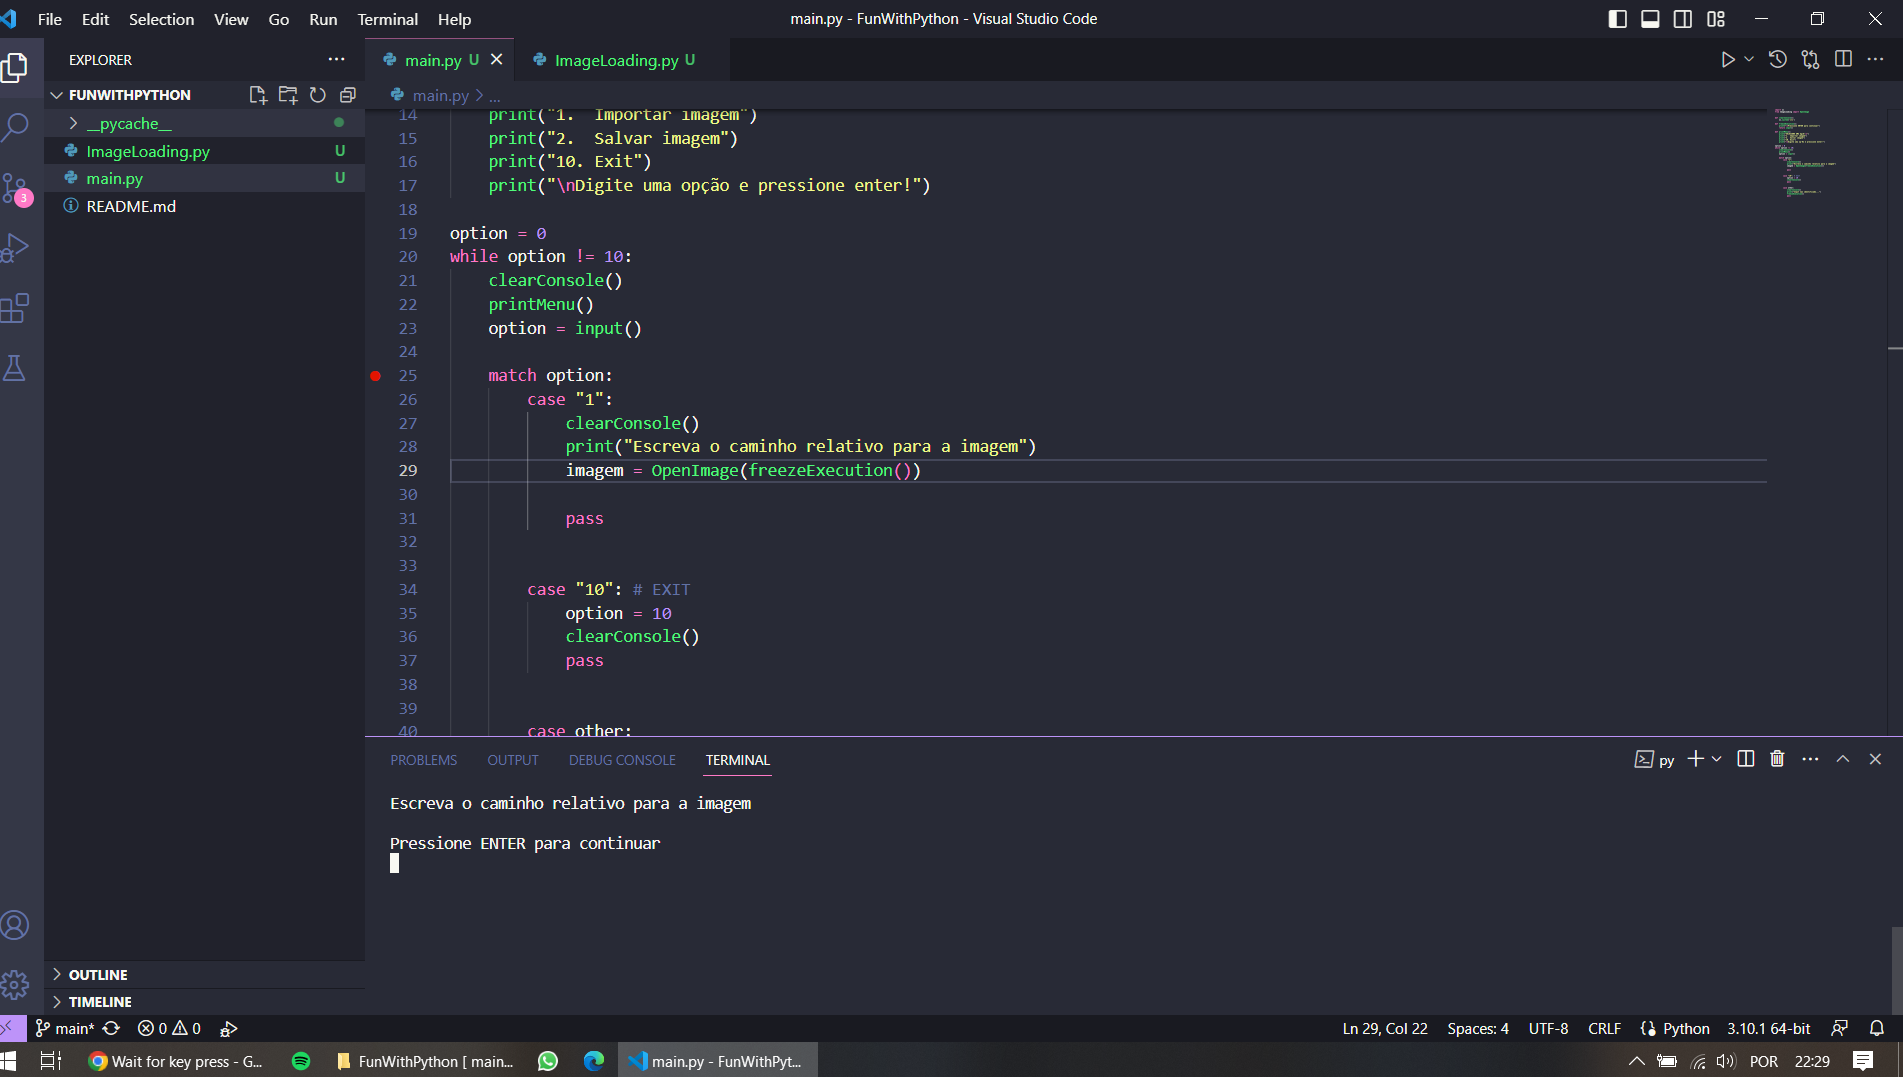 File Edit Selection View Go Run Terminal Help
main.py - FunWithPython - Visual Studio Code
EXPLORER
main.py U
ImageLoading.py U
FUNWITHPYTHON
main.py > ...
__pycache__
ImageLoading.py U
main.py U
README.md
3
14 print("1.  Importar imagem")
15 print("2.  Salvar imagem")
16 print("10. Exit")
17 print("\nDigite uma opção e pressione enter!")
18
19 option = 0
20 while option != 10:
21 clearConsole()
22 printMenu()
23 option = input()
24
25 match option:
26 case "1":
27 clearConsole()
28 print("Escreva o caminho relativo para a imagem")
29 imagem = OpenImage(freezeExecution())
30
31 pass
32
33
34 case "10": # EXIT
35 option = 10
36 clearConsole()
37 pass
38
39
40 case other:
PROBLEMS OUTPUT DEBUG CONSOLE TERMINAL
py
Escreva o caminho relativo para a imagem
Pressione ENTER para continuar
OUTLINE
TIMELINE
main* 0 0
Ln 29, Col 22 Spaces: 4 UTF-8 CRLF Python 3.10.1 64-bit
Wait for key press - G...
FunWithPython [ main...
main.py - FunWithPyt...
POR 22:29